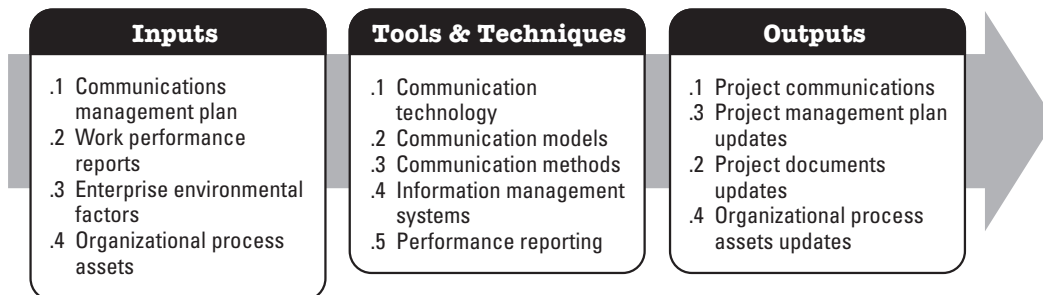 Inputs
.1 Communications
management plan
.2 Work performance
reports
.3 Enterprise environmental
factors
.4 Organizational process
assets
Tools & Techniques
.1 Communication
technology
.2 Communication models
.3 Communication methods
.4 Information management
systems
.5 Performance reporting
Outputs
.1 Project communications
.3 Project management plan
updates
.2 Project documents
updates
.4 Organizational process
assets updates